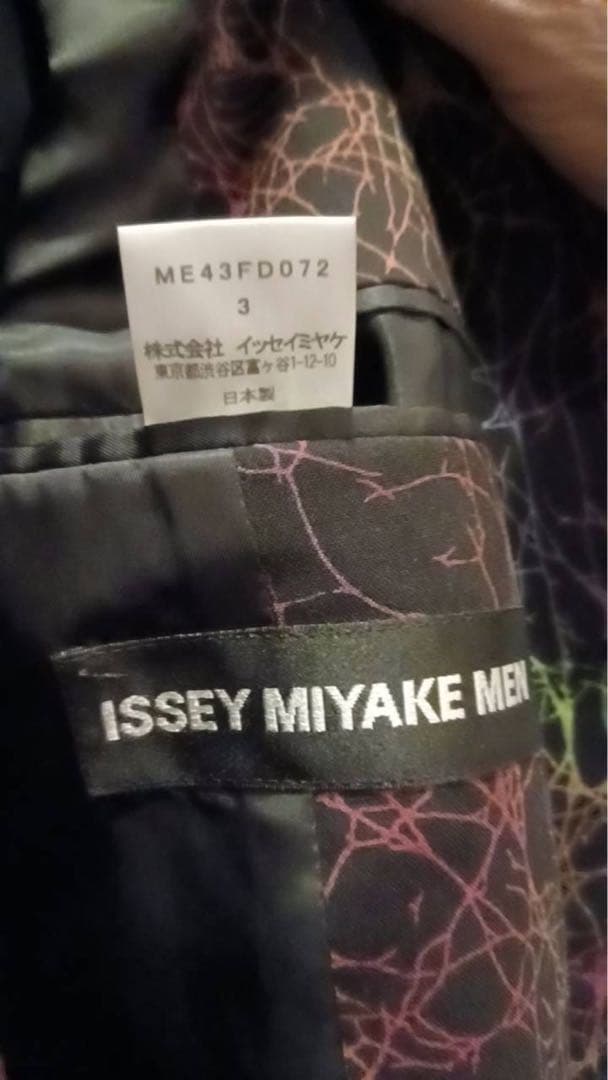 ME43FD072
3
株式会社 イッセイミヤケ
東京都渋谷区富ヶ谷1-12-10
日本製
ISSEY MIYAKE MEN